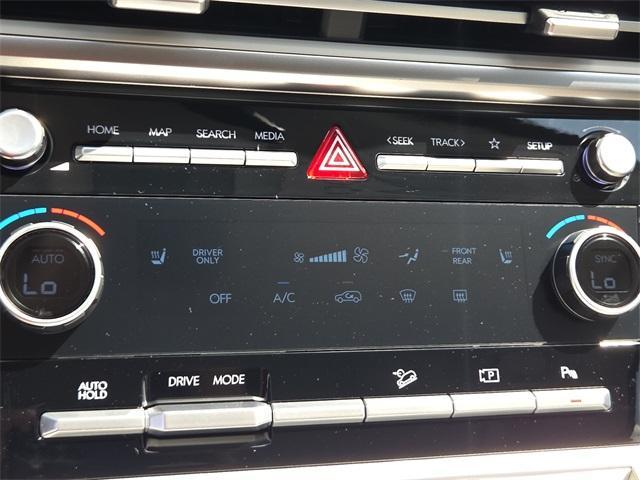 HOME MAP SEARCH MEDIA <SEEK TRACK> ☆ SETUP
AUTO
Lo
DRIVER
ONLY
FRONT
REAR
SYNC
Lo
OFF A/C
AUTO
HOLD
DRIVE MODE
P
P